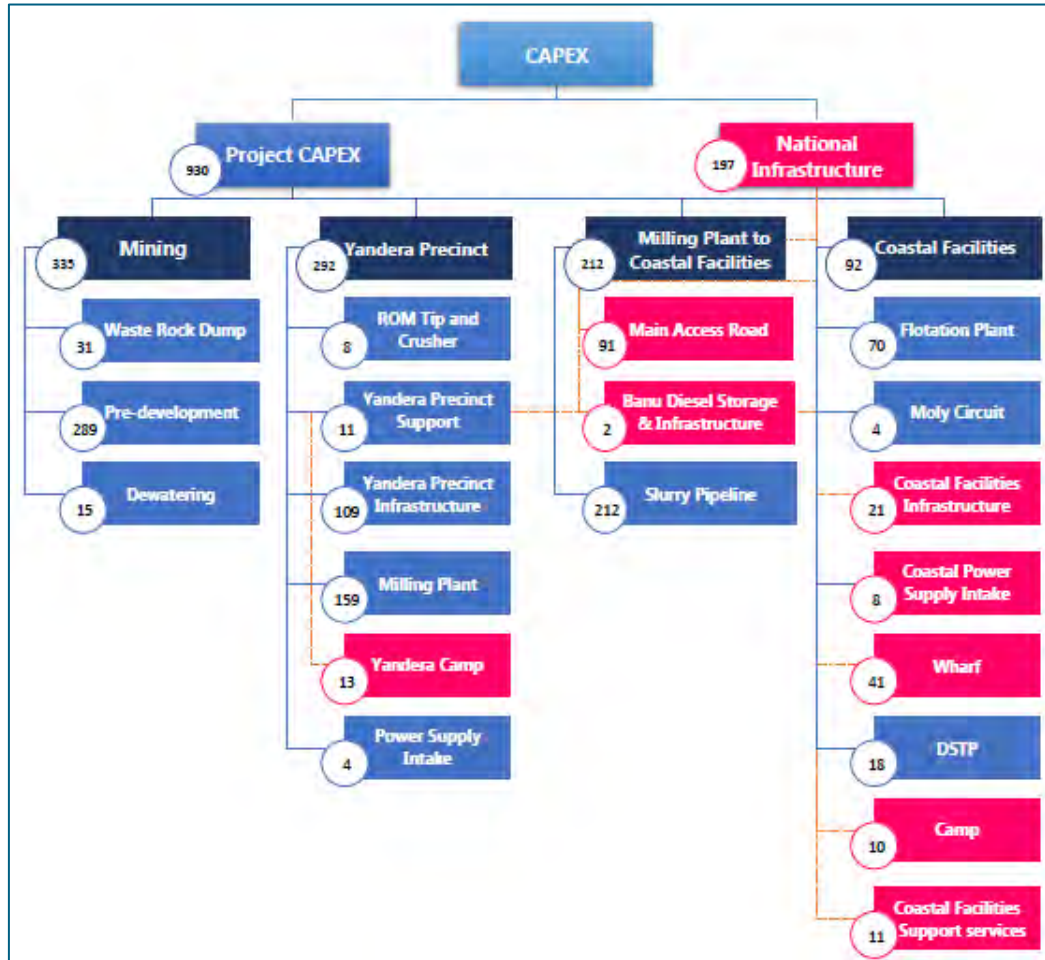 CAPEX
Project CAPEX
930
National
Infrastructure
197
Mining
335
Waste Rock Dump
31
Pre-development
289
Dewatering
15
Yandera Precinct
292
ROM Tip and
Crusher
8
Yandera Precinct
Support
11
Yandera Precinct
Infrastructure
109
Milling Plant
159
Yandera Camp
13
Power Supply
Intake
4
Milling Plant to
Coastal Facilities
212
Main Access Road
91
Banu Diesel Storage
& Infrastructure
2
Slurry Pipeline
212
Coastal Facilities
92
Flotation Plant
70
Moly Circuit
4
Coastal Facilities
Infrastructure
21
Coastal Power
Supply Intake
8
Wharf
41
DSTP
18
Camp
10
Coastal Facilities
Support services
11